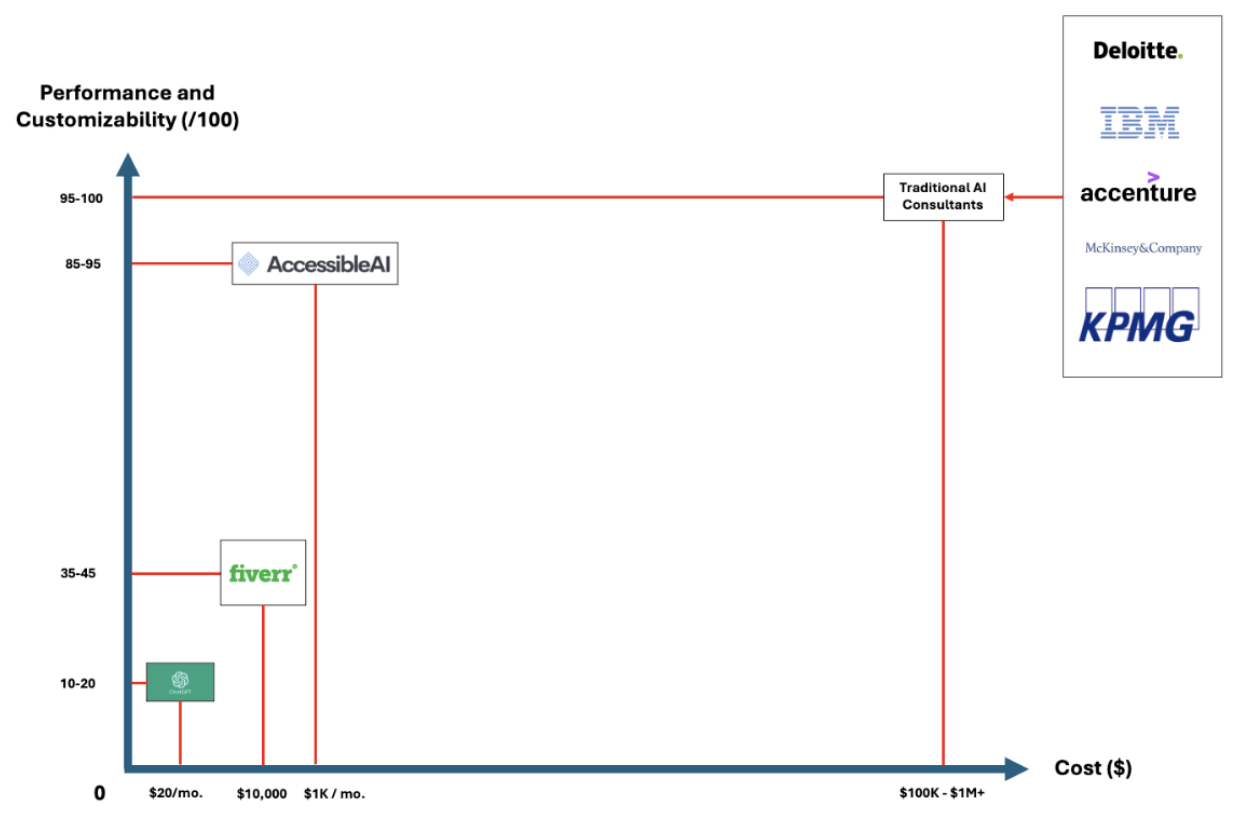 Deloitte.
IBM
accenture
McKinsey&Company
KPMG
Performance and
Customizability (/100)
95-100
Traditional AI
Consultants
85-95
AccessibleAI
35-45
fiverr®
10-20
ChatGPT
Cost ($)
0
$20/mo.
$10,000
$1K / mo.
$100K - $1M+